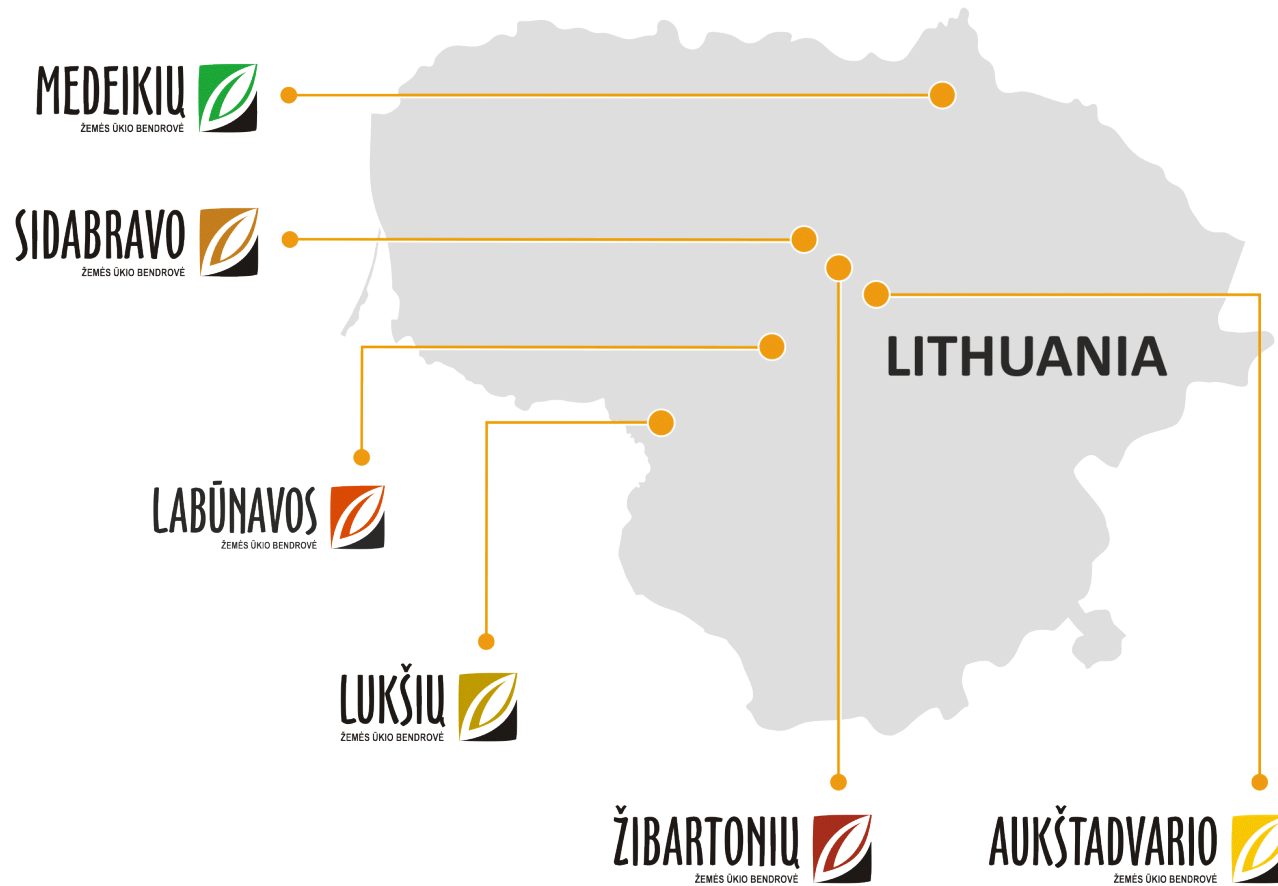 MEDEIKIŲ
ŽEMĖS ŪKIO BENDROVĖ
SIDABRAVO
ŽEMĖS ŪKIO BENDROVĖ
LITHUANIA
LABŪNAVOS
ŽEMĖS ŪKIO BENDROVĖ
LUKŠIŲ
ŽEMĖS ŪKIO BENDROVĖ
ŽIBARTONIŲ
ŽEMĖS ŪKIO BENDROVĖ
AUKŠTADVARIO
ŽEMĖS ŪKIO BENDROVĖ